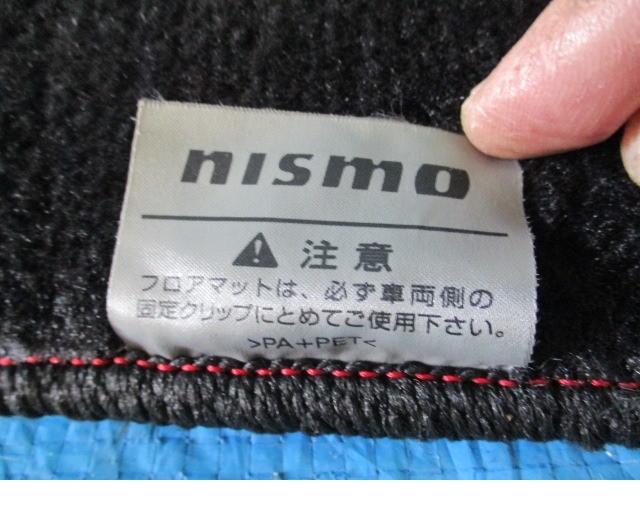 nismo
注意
フロアマットは、必ず車両側の
固定クリップにとめてご使用下さい。
>PA+PET<